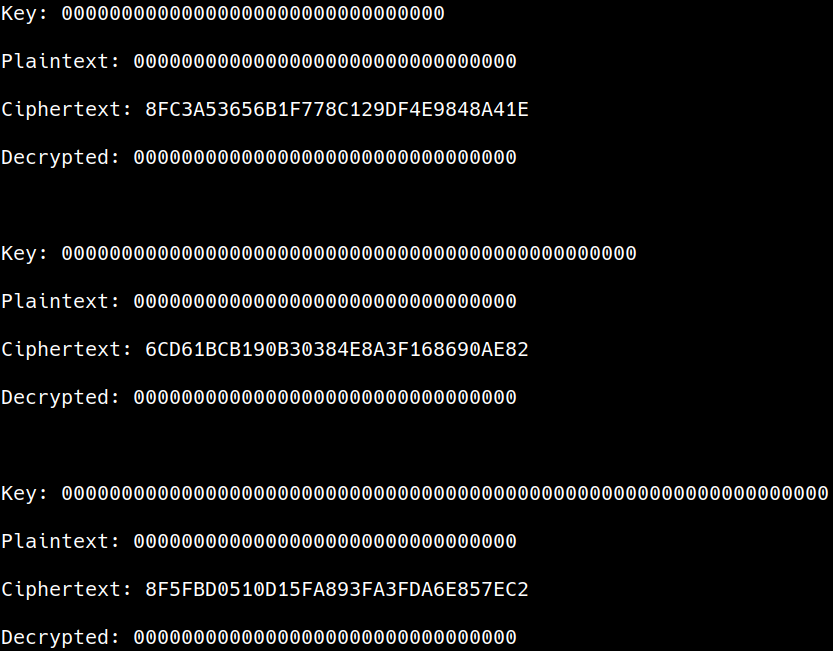 Key: 00000000000000000000000000000000
Plaintext: 00000000000000000000000000000000
Ciphertext: 8FC3A53656B1F778C129DF4E9848A41E
Decrypted: 00000000000000000000000000000000
Key: 000000000000000000000000000000000000000000000000
Plaintext: 00000000000000000000000000000000
Ciphertext: 6CD61BCB190B30384E8A3F168690AE82
Decrypted: 00000000000000000000000000000000
Key: 0000000000000000000000000000000000000000000000000000000000000000
Plaintext: 00000000000000000000000000000000
Ciphertext: 8F5FBD0510D15FA893FA3FDA6E857EC2
Decrypted: 00000000000000000000000000000000